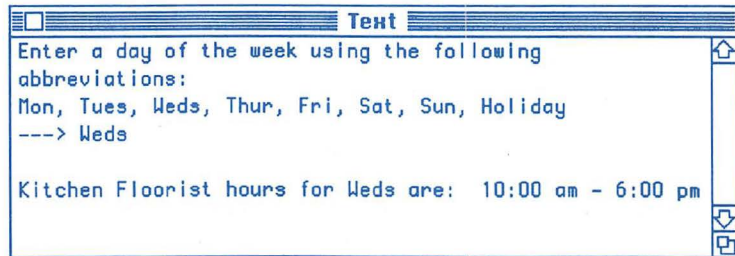 Text
Enter a day of the week using the following
abbreviations:
Mon, Tues, Weds, Thur, Fri, Sat, Sun, Holiday
---> Weds
Kitchen Floorist hours for Weds are:  10:00 am - 6:00 pm